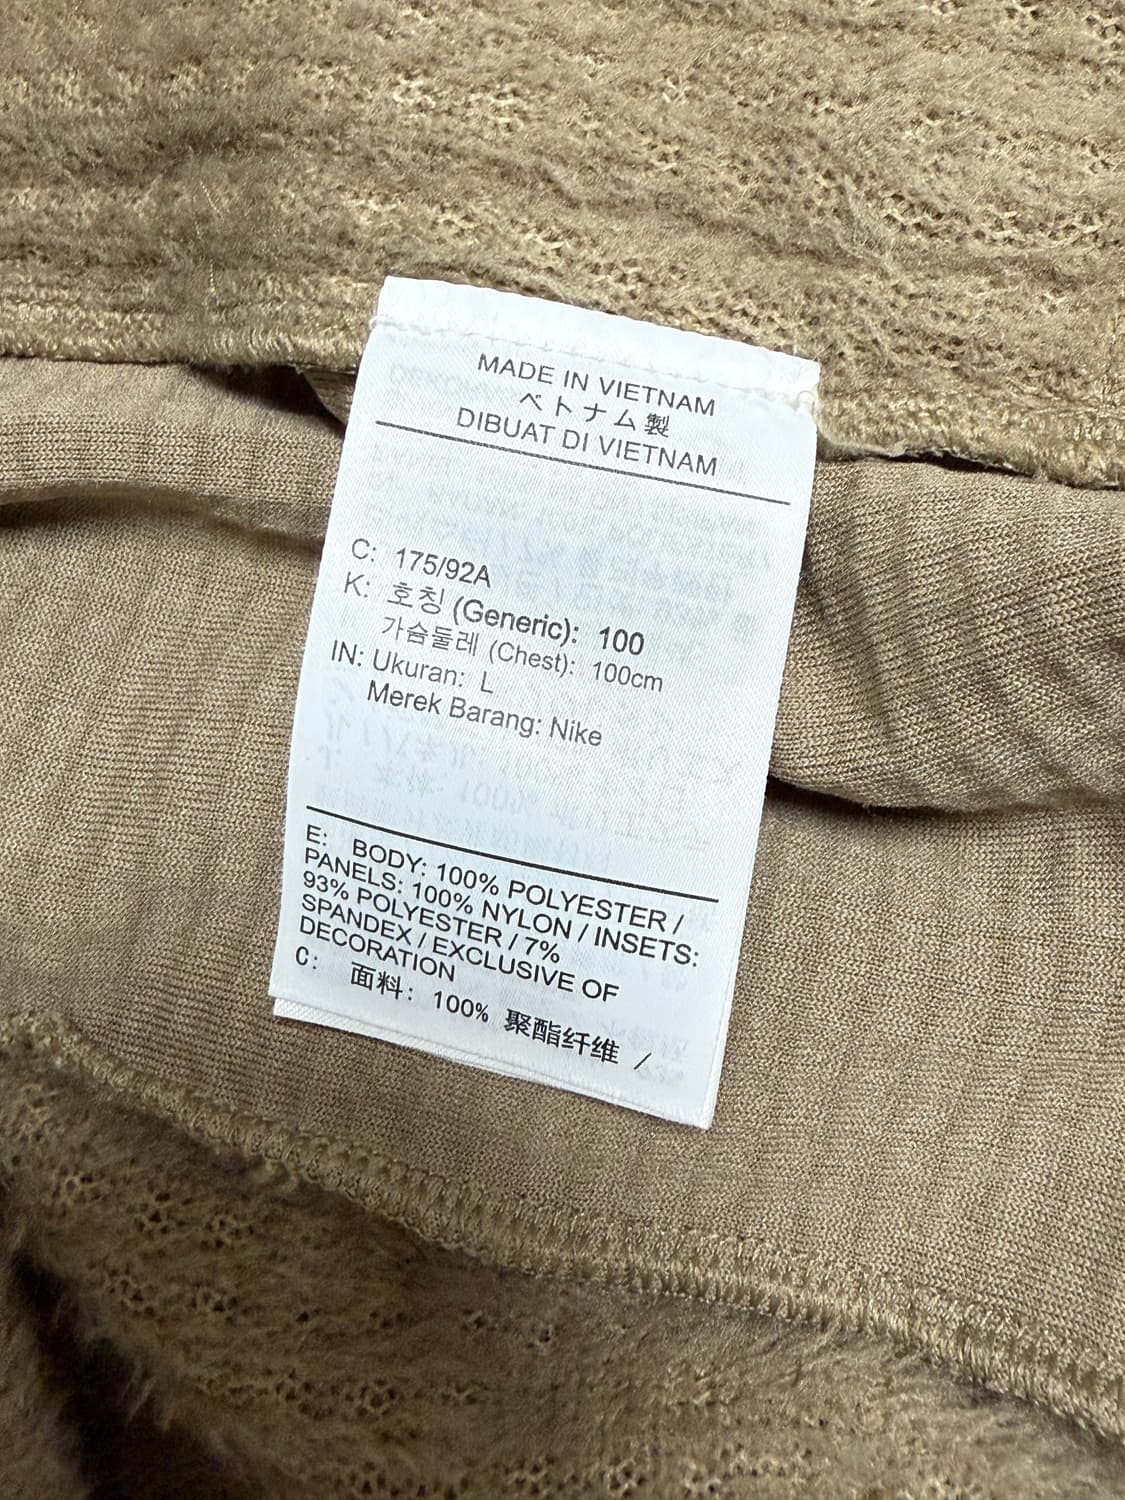 MADE IN VIETNAM
ベトナム製
DIBUAT DI VIETNAM
C: 175/92A
K: 호칭 (Generic): 100
가슴둘레 (Chest): 100cm
IN: Ukuran: L
Merek Barang: Nike
E: BODY: 100% POLYESTER /
PANELS: 100% NYLON / INSETS:
93% POLYESTER / 7%
SPANDEX / EXCLUSIVE OF
DECORATION
C: 面料: 100% 聚酯纤维 /